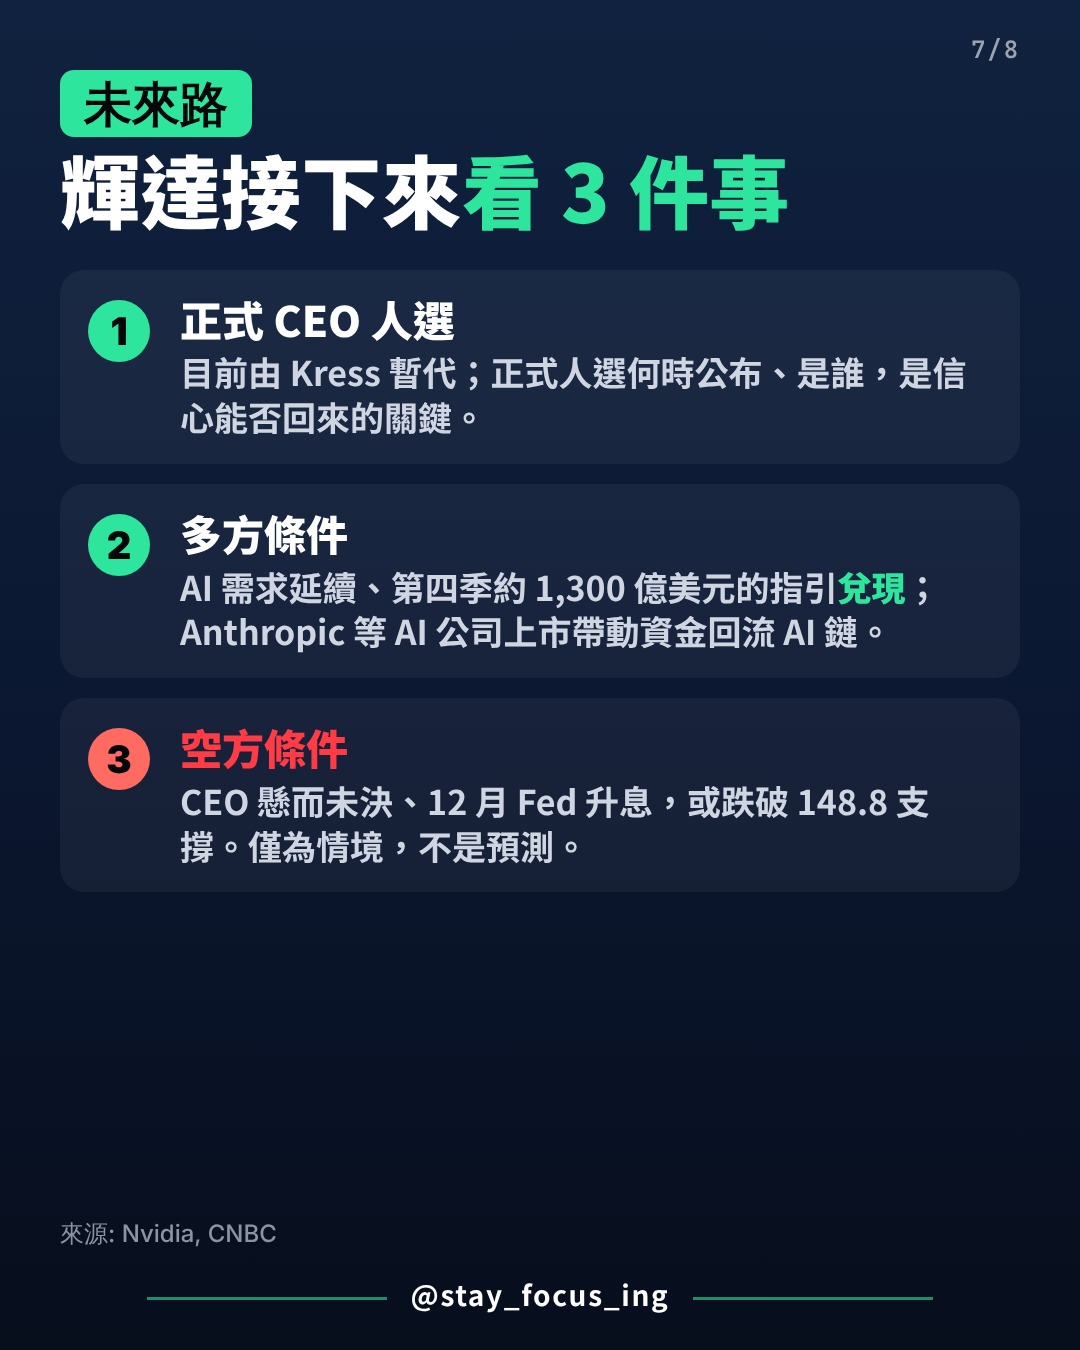 7/8
未來路
輝達接下來看 3 件事
1
正式 CEO 人選
目前由 Kress 暫代；正式人選何時公布、是誰，是信
心能否回來的關鍵。
2
多方條件
AI 需求延續、第四季約 1,300 億美元的指引兌現；
Anthropic 等 AI 公司上市帶動資金回流 AI 鏈。
3
空方條件
CEO 懸而未決、12 月 Fed 升息，或跌破 148.8 支
撐。僅為情境，不是預測。
來源: Nvidia, CNBC
@stay_focus_ing